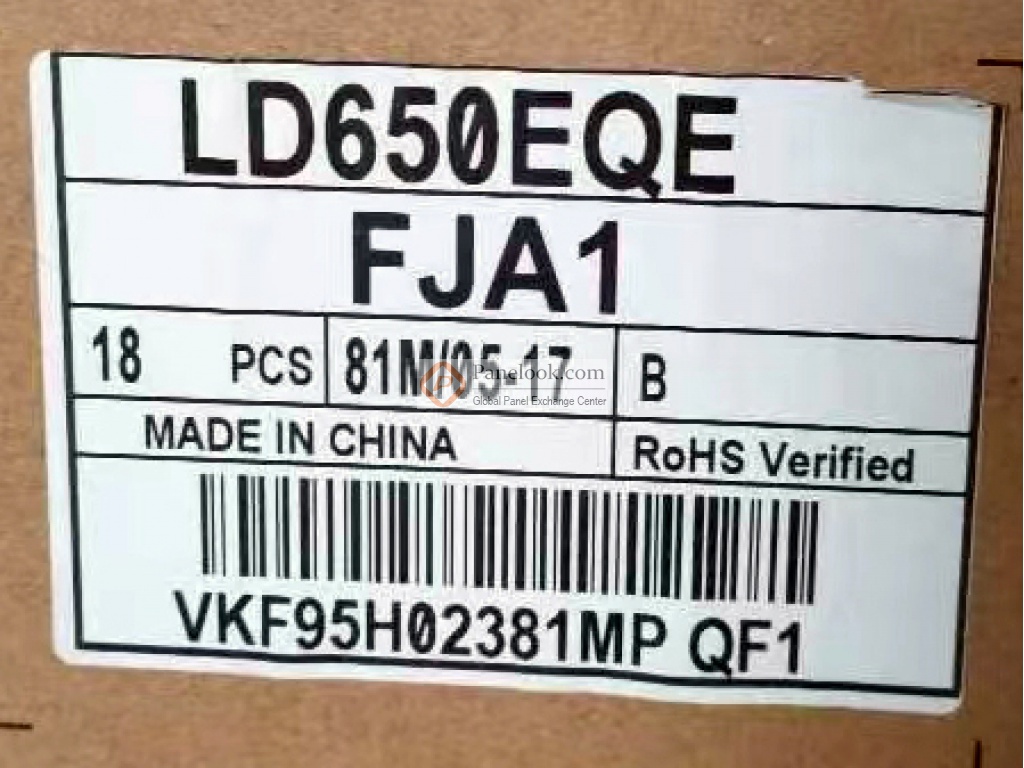 LD650EQE
FJA1
18 PCS 81M/05-17 B
Panelook.com
Global Panel Exchange Center
MADE IN CHINA RoHS Verified
VKF95H02381MP QF1